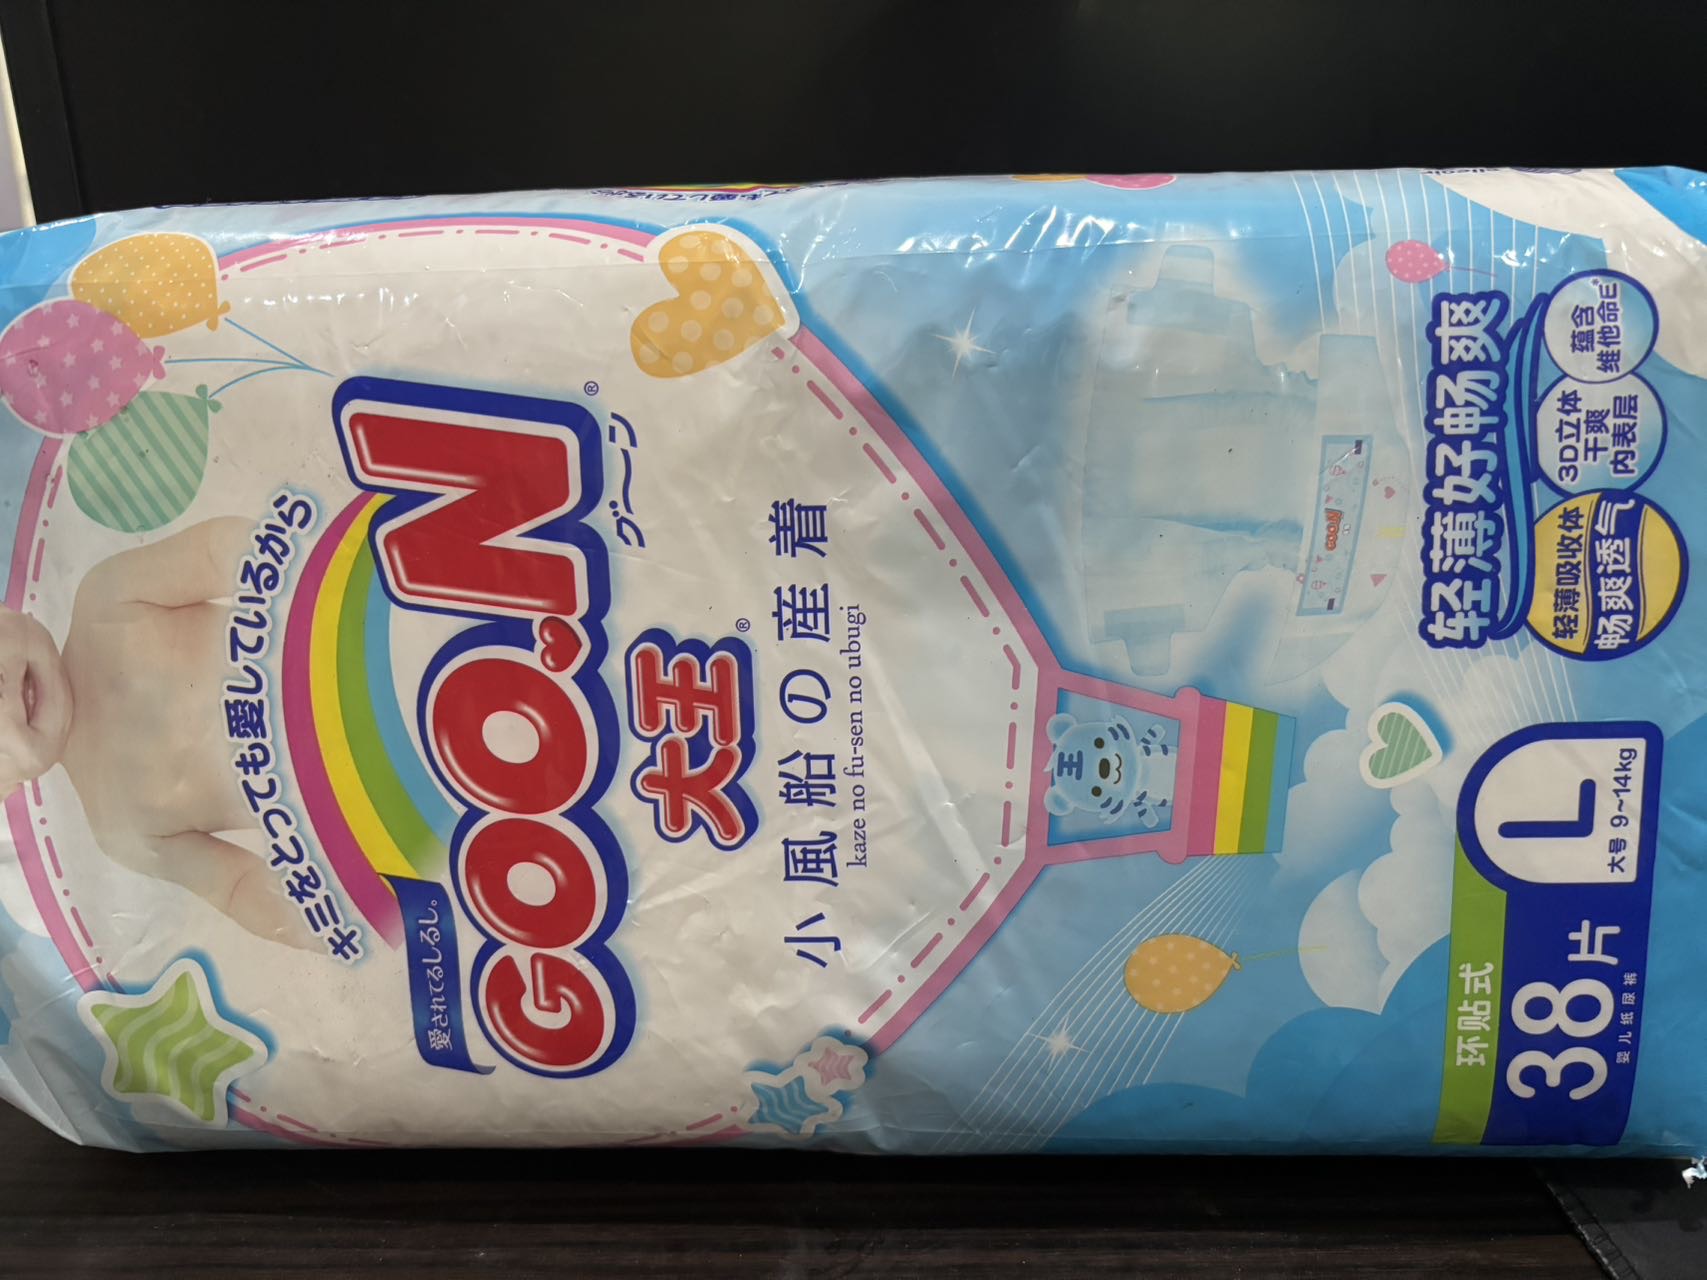 キミをとっても愛しているから
愛されてるしるし。
GOO.N®
グ〜ン
大王®
小風船の産着
kaze no fu-sen no ubugi
王
GOO.N
轻薄好畅爽
轻薄吸收体
畅爽透气
3D立体
干爽
内表层
蕴含
维他命E*
环贴式
38片
婴儿纸尿裤
L
大号 9~14kg